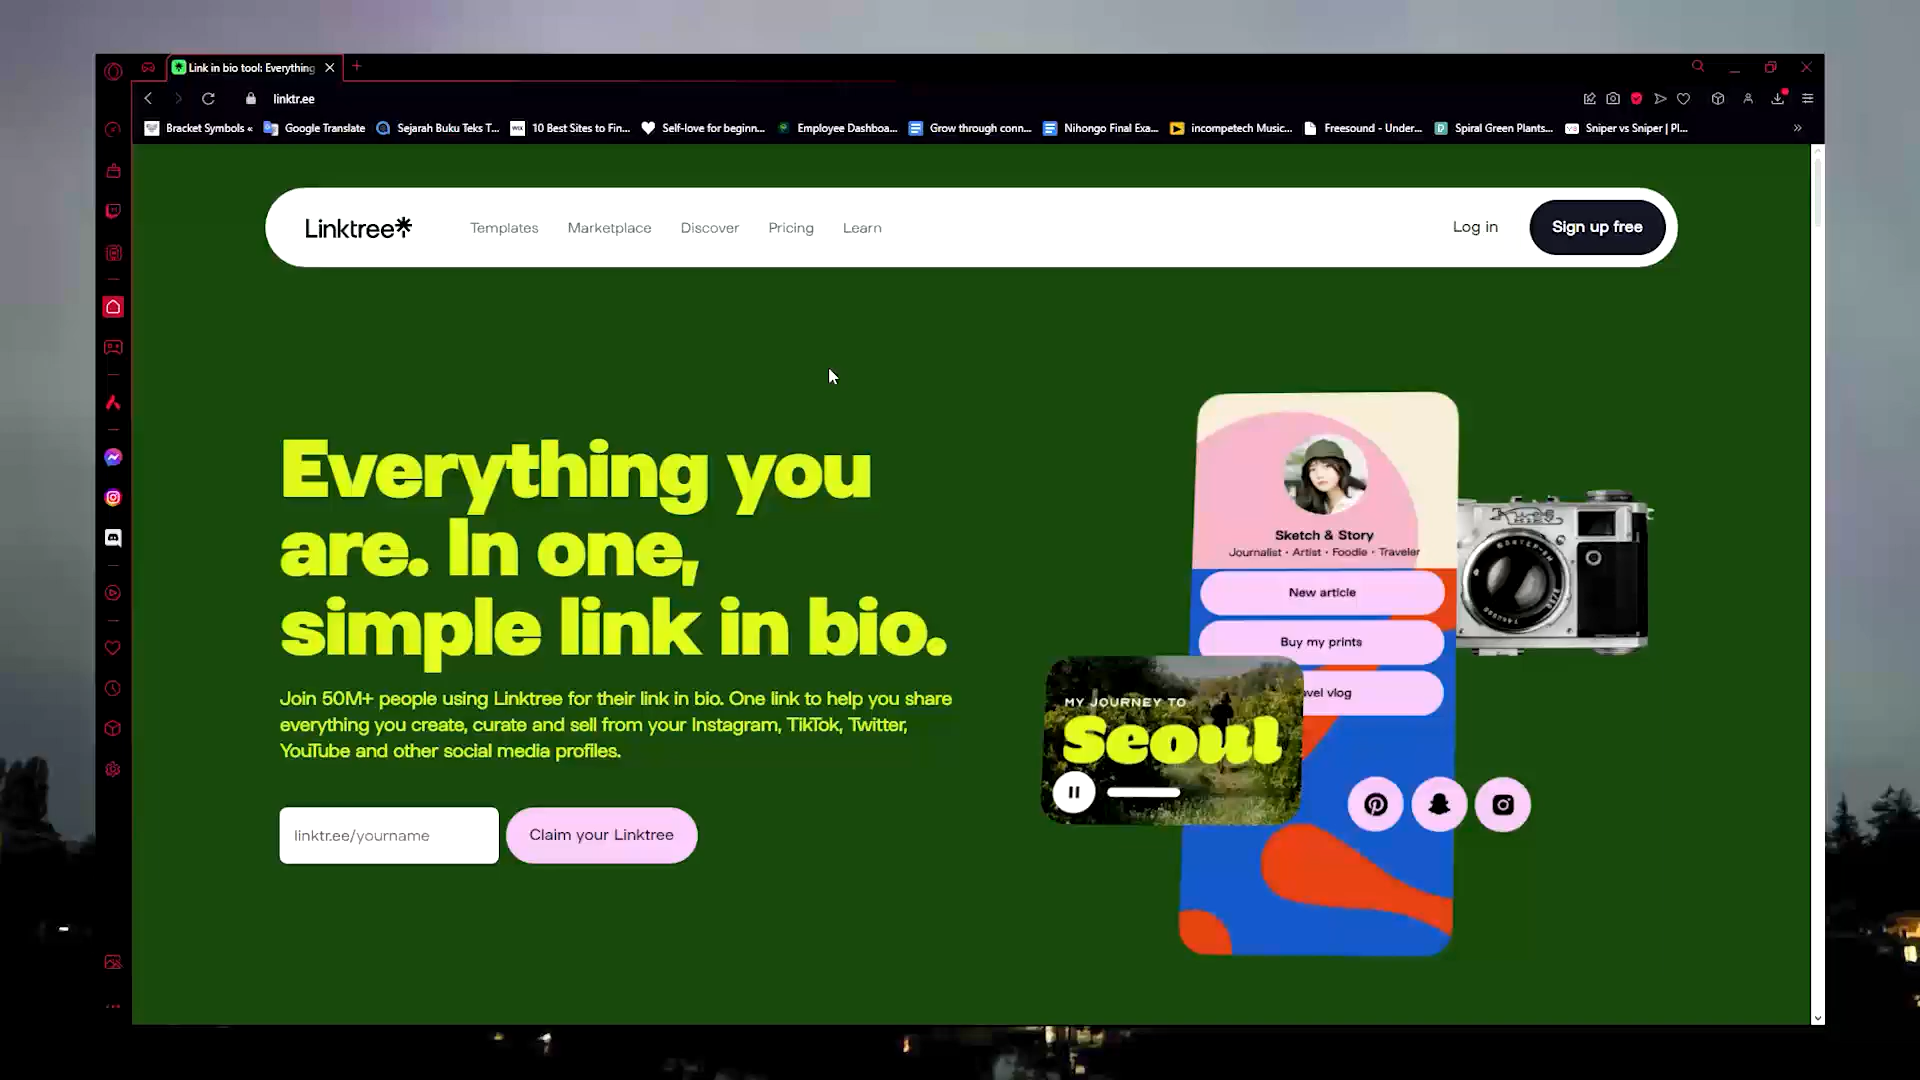 Link in bio tool: Everything
linktr.ee
Bracket Symbols «
Google Translate
Sejarah Buku Teks T...
10 Best Sites to Fin...
Self-love for beginn...
Employee Dashboa...
Grow through conn...
Nihongo Final Exa...
incompetech Music...
Freesound - Under...
Spiral Green Plants...
Sniper vs Sniper | Pl...
Linktree
Templates
Marketplace
Discover
Pricing
Learn
Log in
Sign up free
Everything you
are. In one,
simple link in bio.
Join 50M+ people using Linktree for their link in bio. One link to help you share
everything you create, curate and sell from your Instagram, TikTok, Twitter,
YouTube and other social media profiles.
linktr.ee/yourname
Claim your Linktree
Sketch & Story
Journalist • Artist • Foodie • Traveler
New article
Buy my prints
vel vlog
MY JOURNEY TO
Seoul